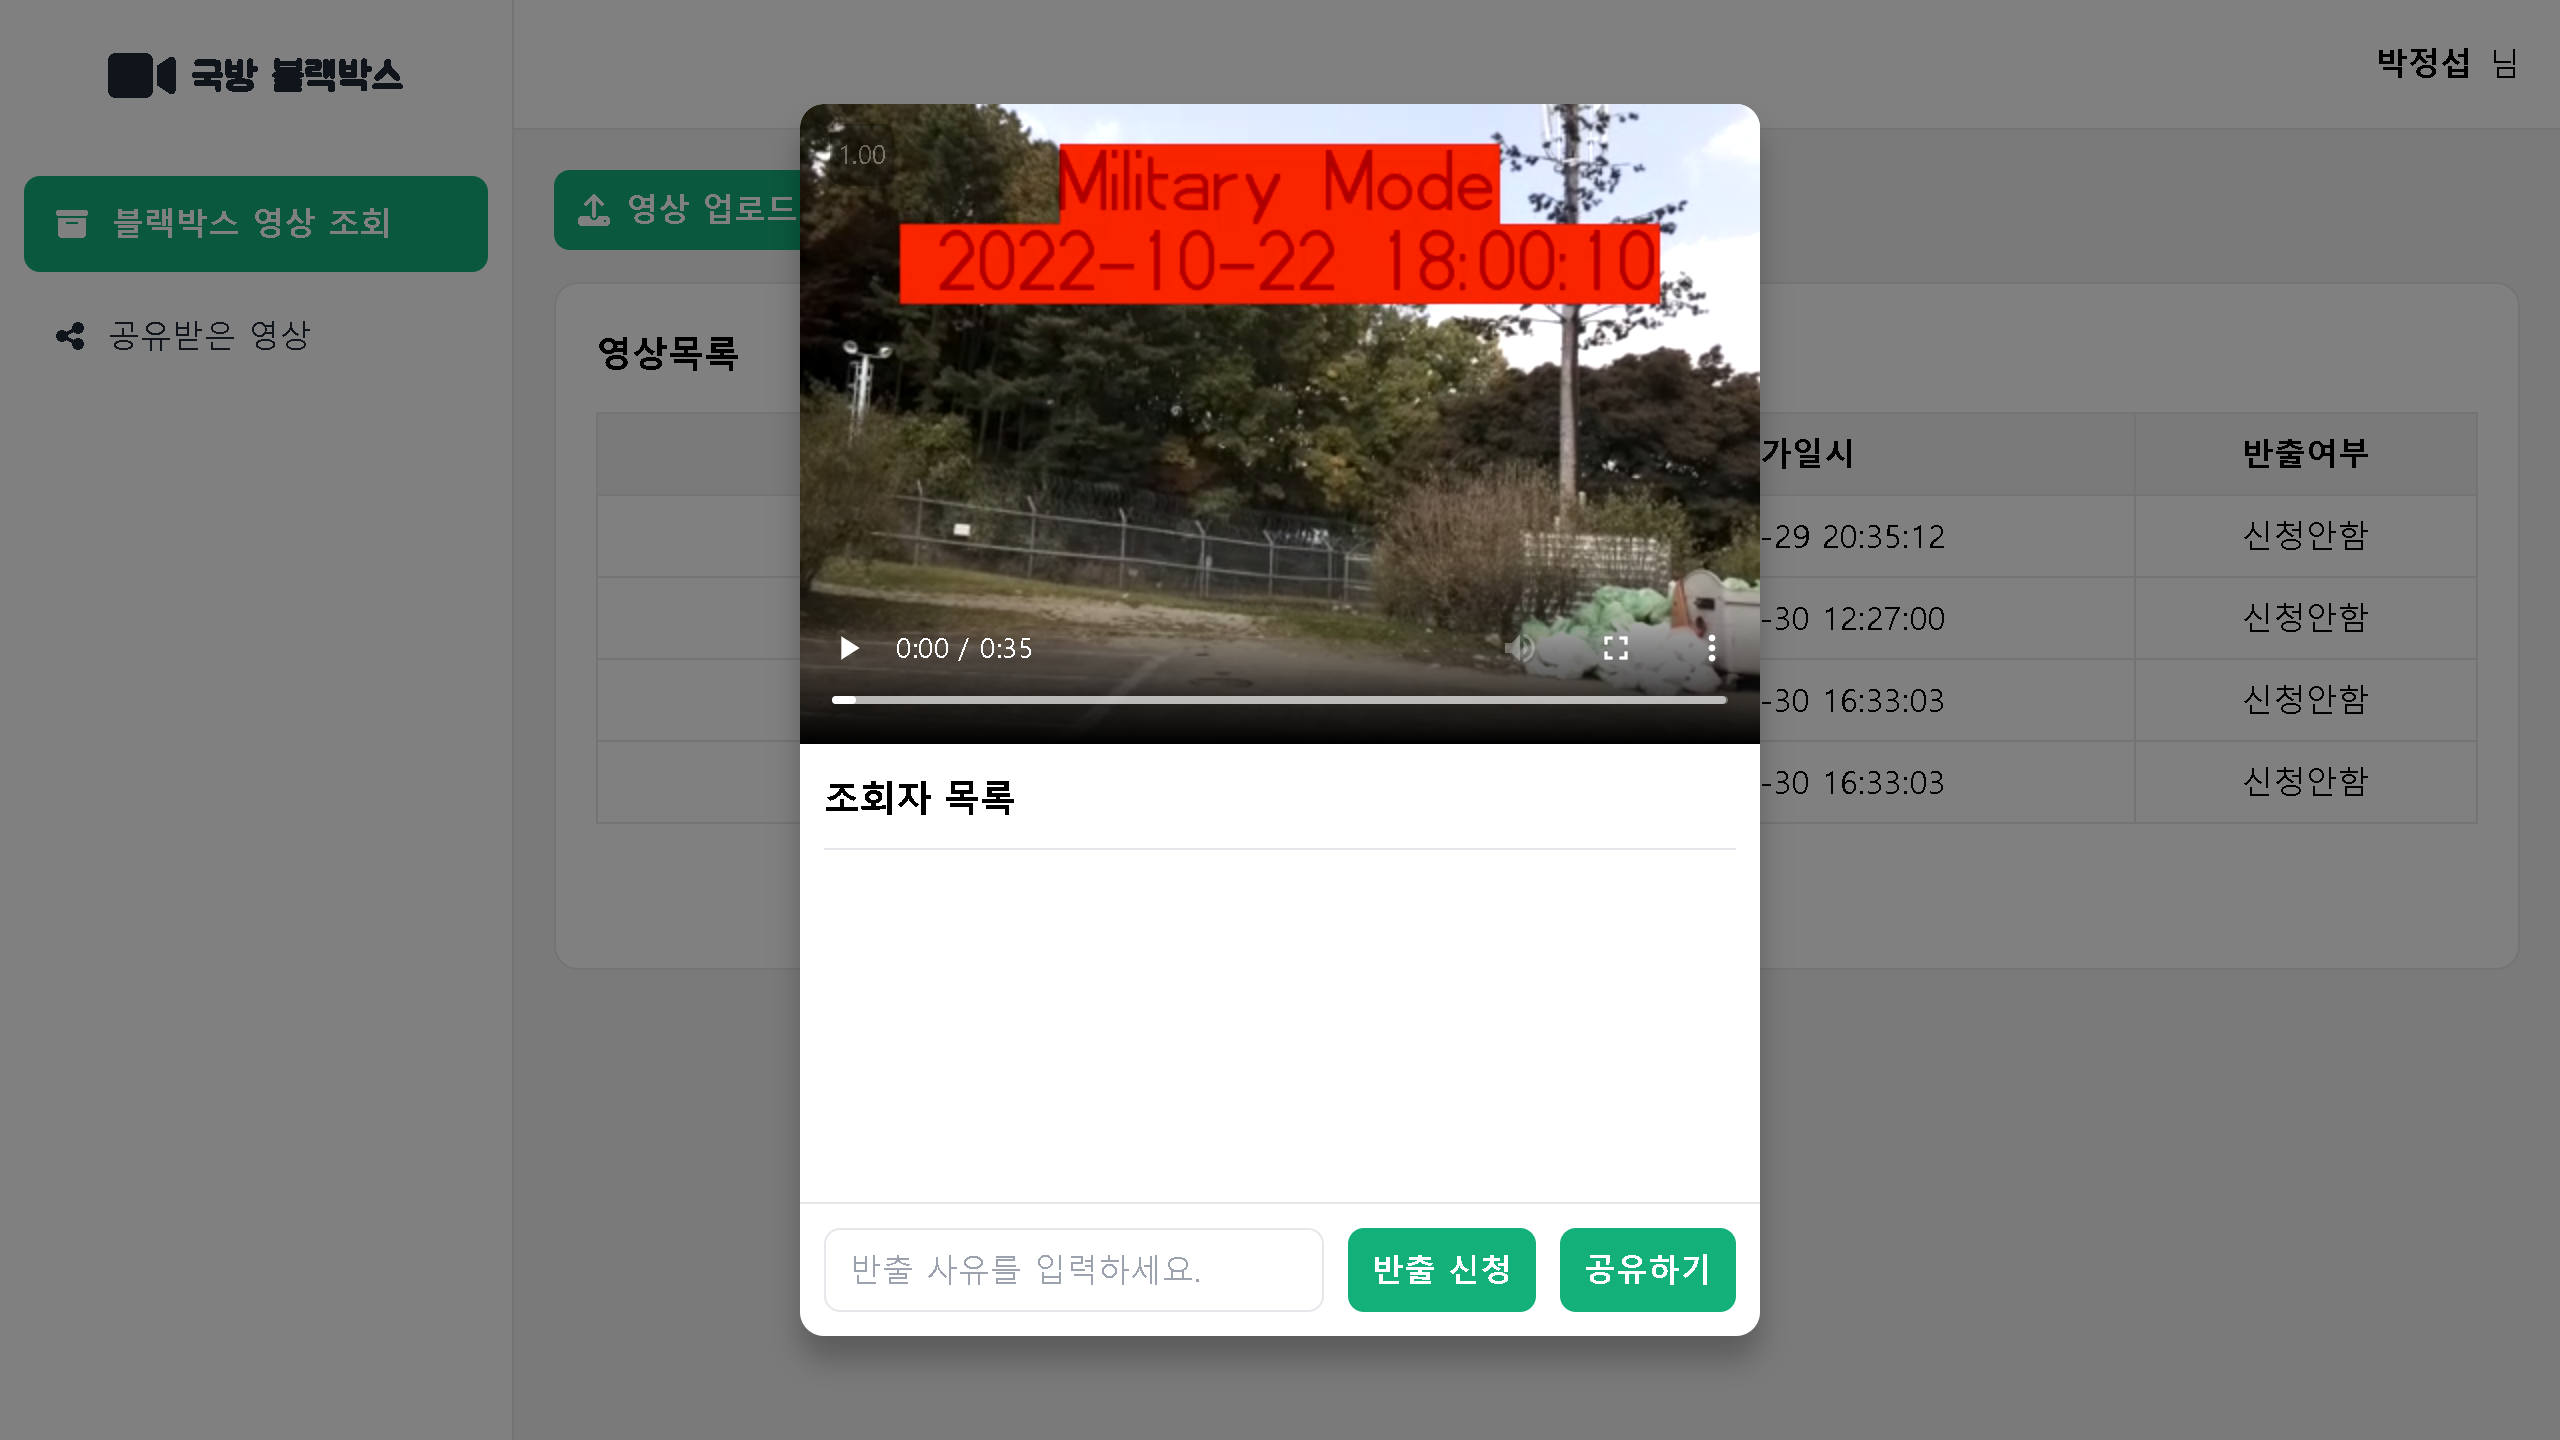 국방 블랙박스
박정섭 님
블랙박스 영상 조회
공유받은 영상
영상 업로드
영상목록
가일시 반출여부
-29 20:35:12 신청안함
-30 12:27:00 신청안함
-30 16:33:03 신청안함
-30 16:33:03 신청안함
1.00
Military Mode
2022-10-22 18:00:10
0:00 / 0:35
조회자 목록
반출 사유를 입력하세요.
반출 신청
공유하기